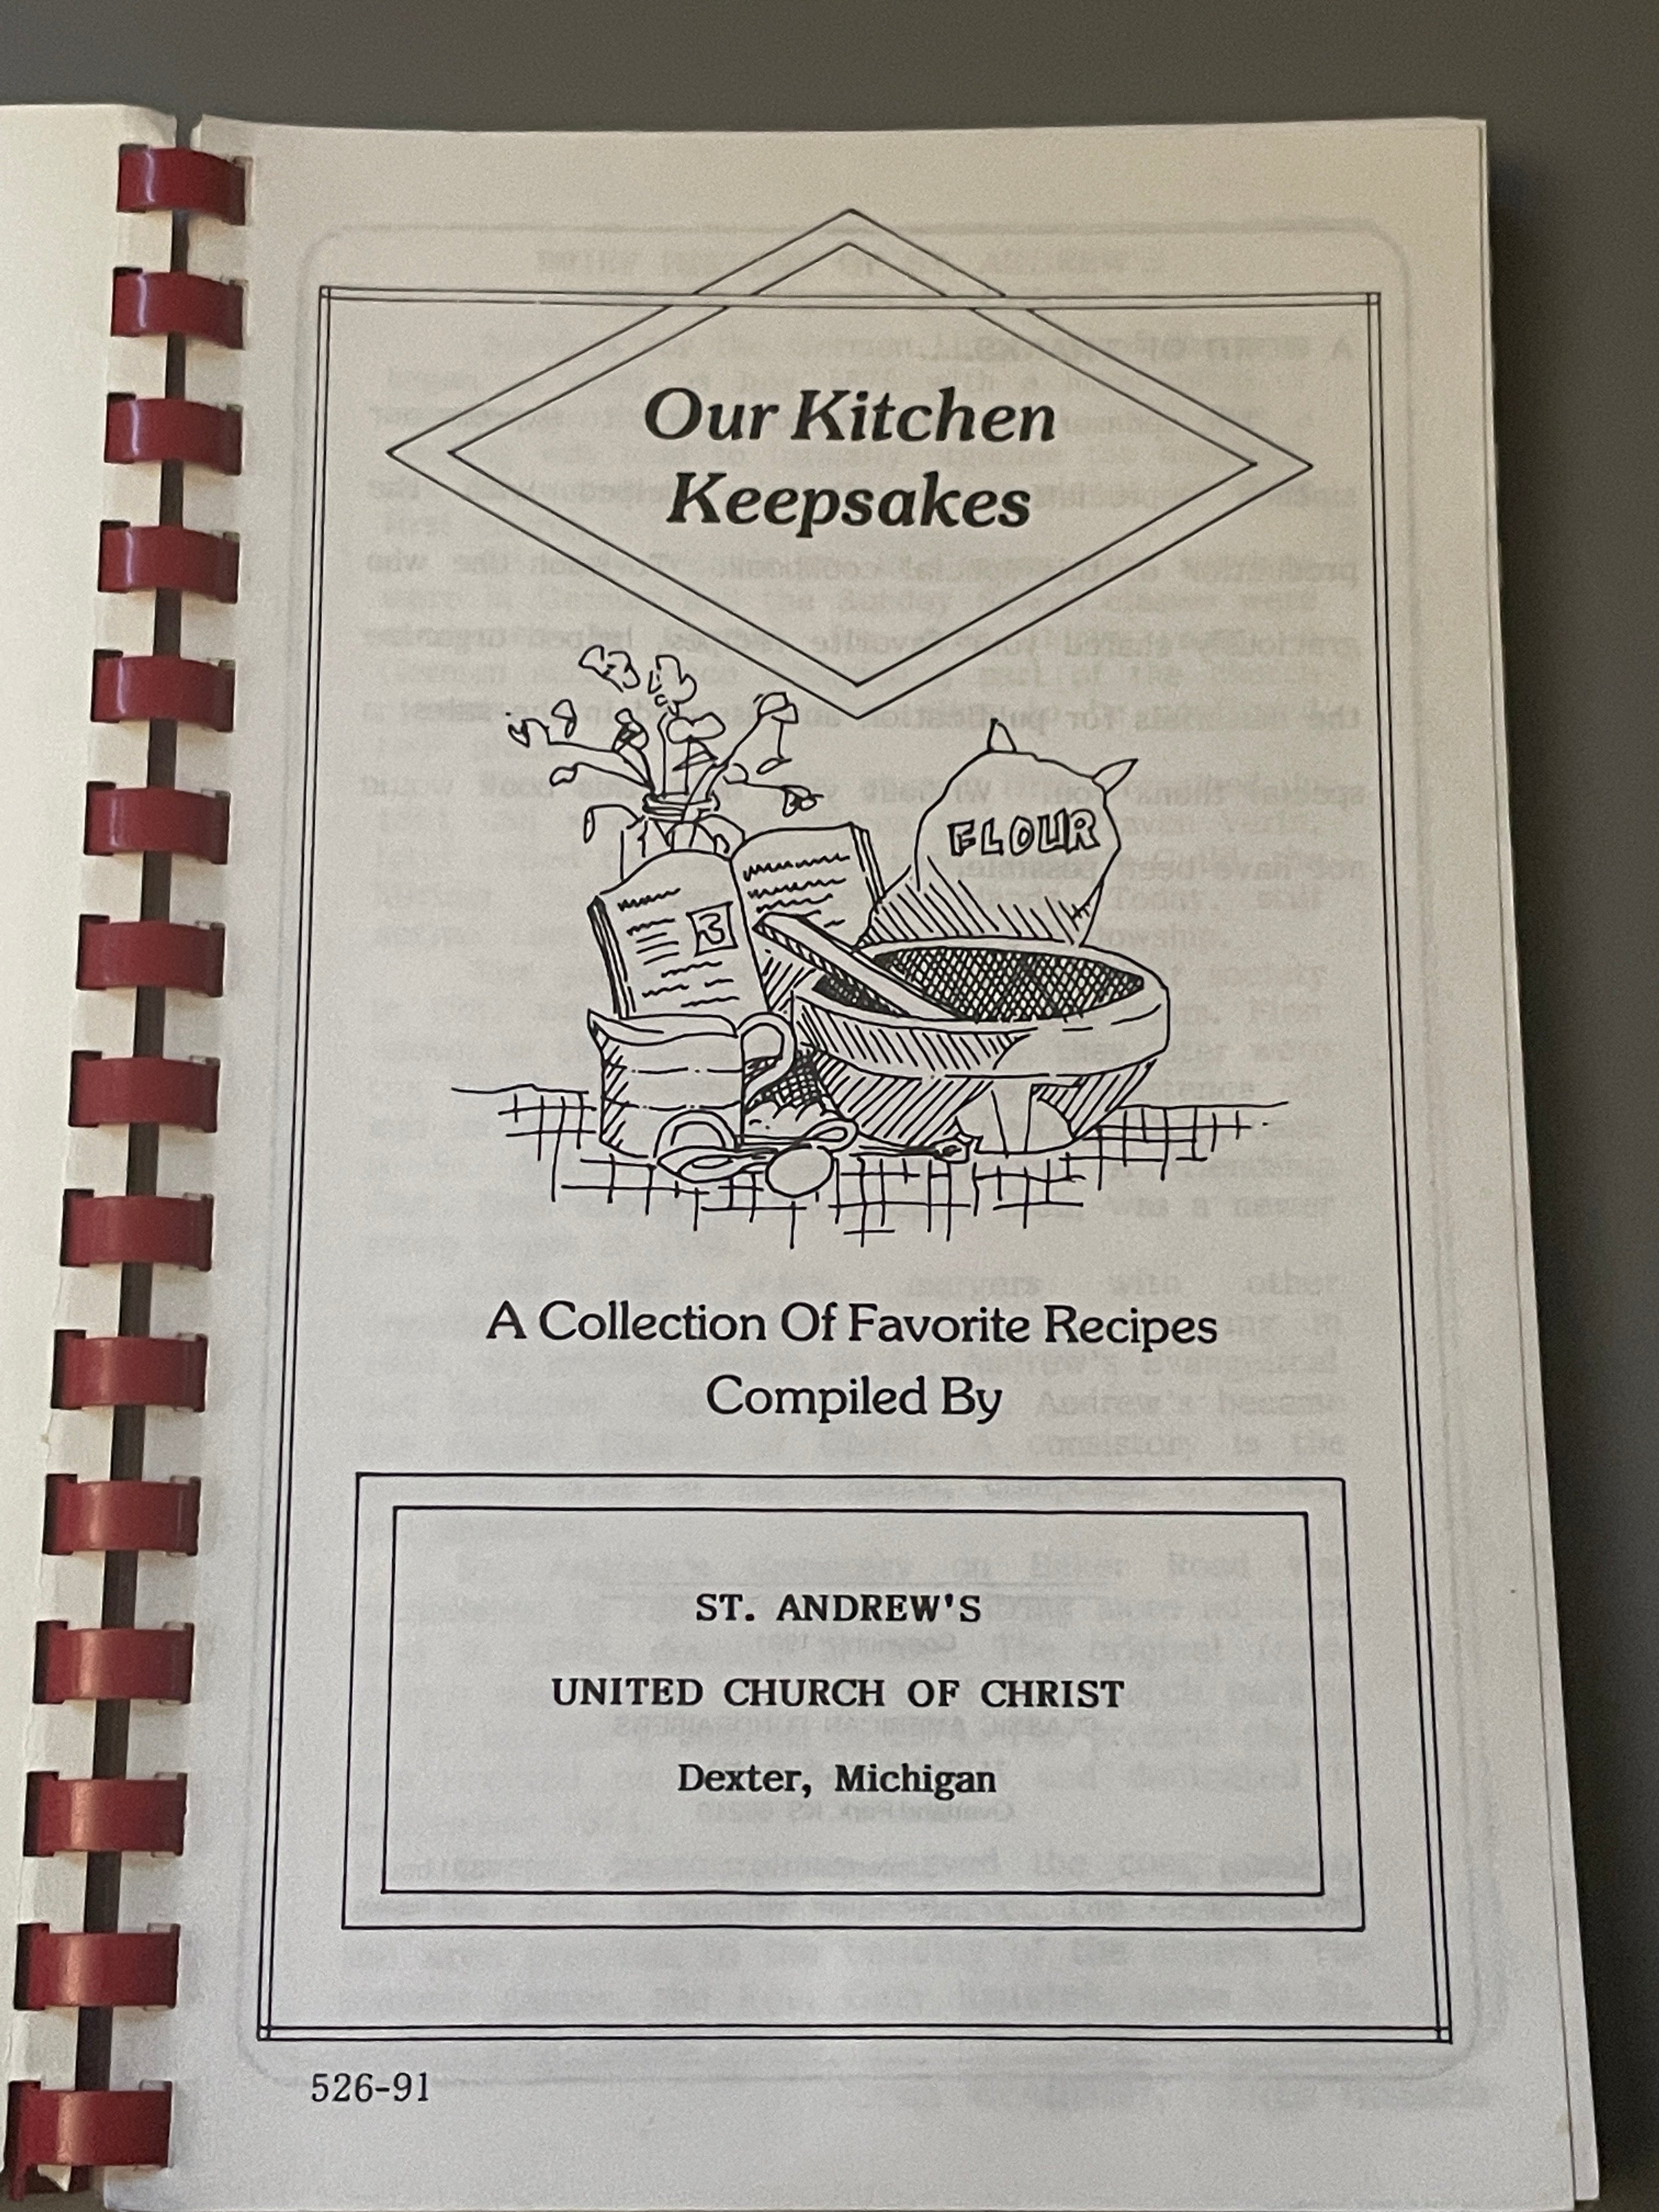 Our Kitchen
Keepsakes
FLOUR
3
A Collection Of Favorite Recipes
Compiled By
ST. ANDREW'S
UNITED CHURCH OF CHRIST
Dexter, Michigan
526-91